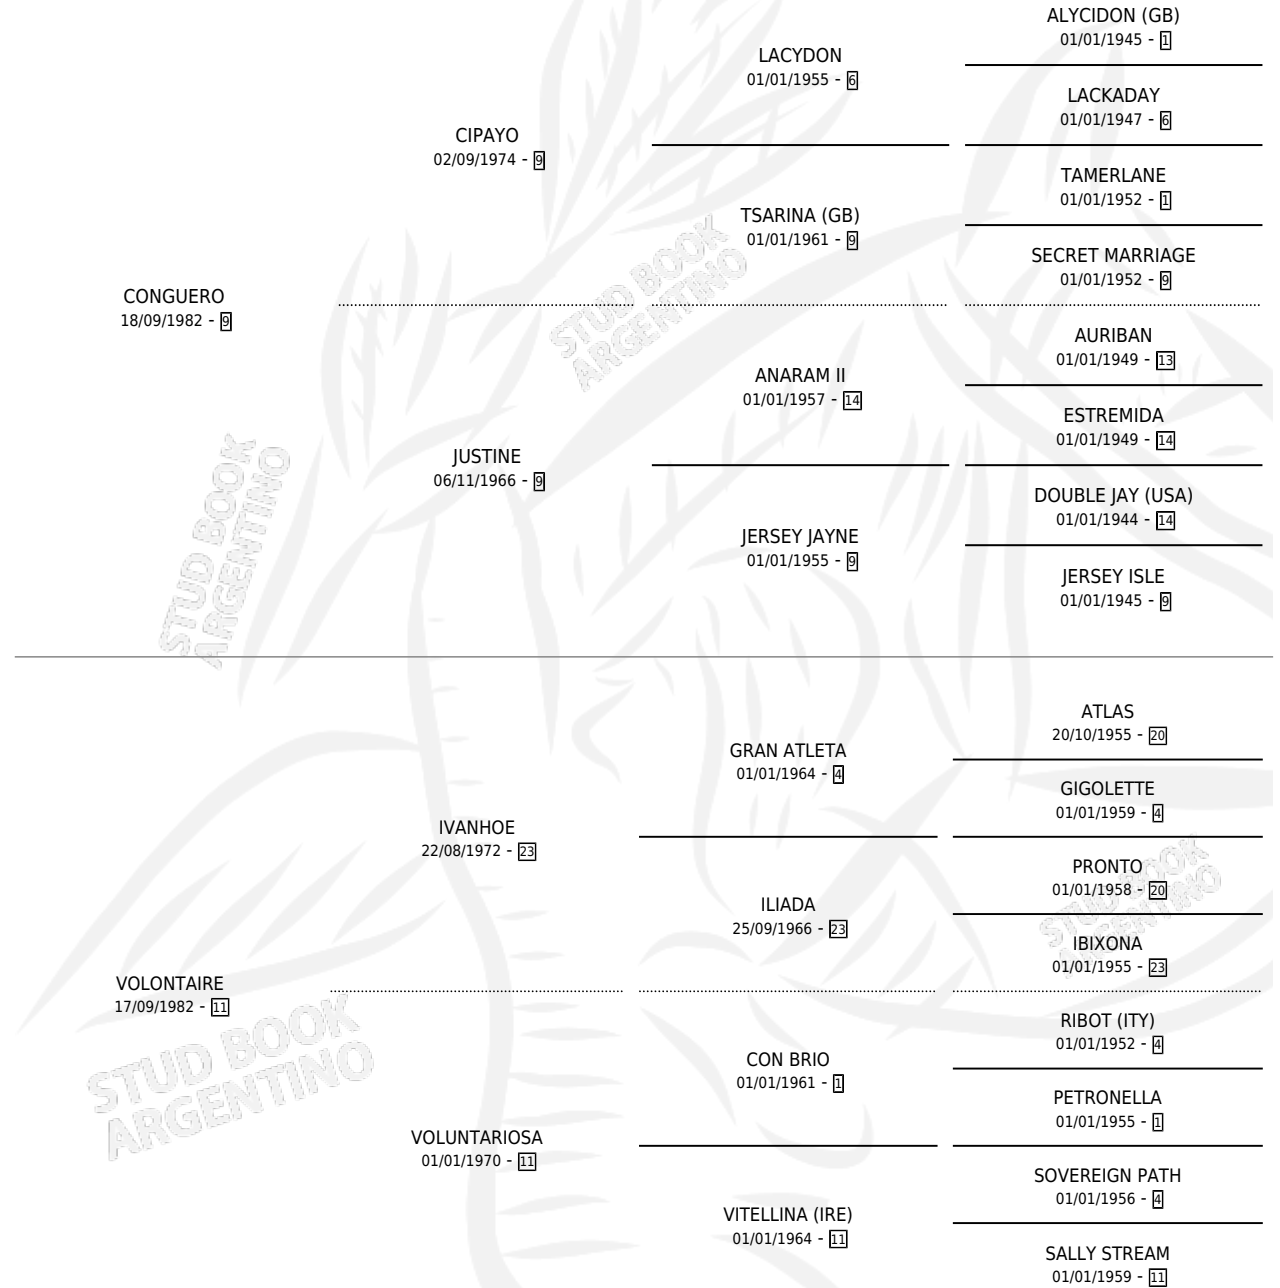 ALYCIDON (GB)
01/01/1945 - 1
LACYDON
01/01/1955 - 6
LACKADAY
01/01/1947 - 6
CIPAYO
02/09/1974 - 9
TAMERLANE
01/01/1952 - 1
TSARINA (GB)
01/01/1961 - 9
SECRET MARRIAGE
01/01/1952 - 9
CONGUERO
18/09/1982 - 9
AURIBAN
01/01/1949 - 13
ANARAM II
01/01/1957 - 14
ESTREMIDA
01/01/1949 - 14
JUSTINE
06/11/1966 - 9
DOUBLE JAY (USA)
01/01/1944 - 14
JERSEY JAYNE
01/01/1955 - 9
JERSEY ISLE
01/01/1945 - 9
ATLAS
20/10/1955 - 20
GRAN ATLETA
01/01/1964 - 4
GIGOLETTE
01/01/1959 - 4
IVANHOE
22/08/1972 - 23
PRONTO
01/01/1958 - 20
ILIADA
25/09/1966 - 23
IBIXONA
01/01/1955 - 23
VOLONTAIRE
17/09/1982 - 11
RIBOT (ITY)
01/01/1952 - 4
CON BRIO
01/01/1961 - 1
PETRONELLA
01/01/1955 - 1
VOLUNTARIOSA
01/01/1970 - 11
SOVEREIGN PATH
01/01/1956 - 4
VITELLINA (IRE)
01/01/1964 - 11
SALLY STREAM
01/01/1959 - 11
STUD BOOK
ARGENTINO
STUD BOOK
ARGENTINO
STUD BOOK
ARGENTINO
STUD BOOK
ARGENTINO